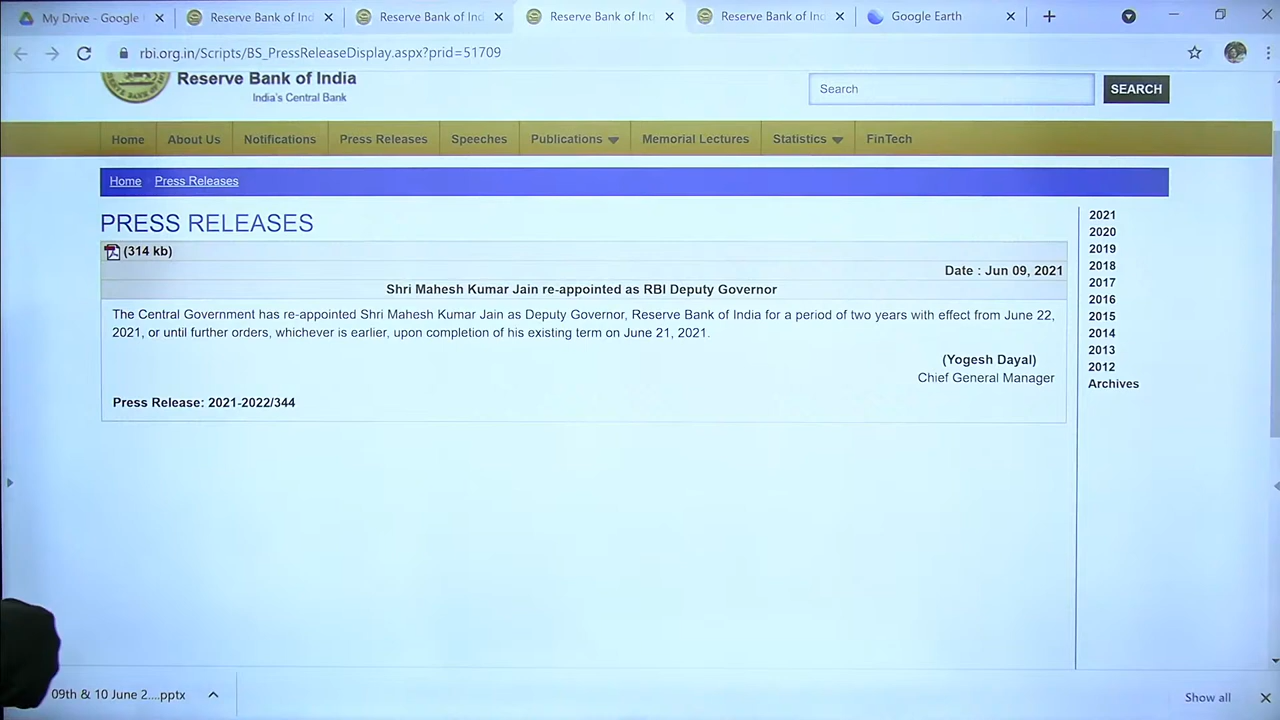 My Drive - Google
Reserve Bank of Ind
Reserve Bank of Ind
Reserve Bank of Ind
Reserve Bank of Ind
Google Earth
rbi.org.in/Scripts/BS_PressReleaseDisplay.aspx?prid=51709
Reserve Bank of India
India's Central Bank
Search
SEARCH
Home
About Us
Notifications
Press Releases
Speeches
Publications
Memorial Lectures
Statistics
FinTech
Home
Press Releases
PRESS RELEASES
(314 kb)
Date : Jun 09, 2021
Shri Mahesh Kumar Jain re-appointed as RBI Deputy Governor
The Central Government has re-appointed Shri Mahesh Kumar Jain as Deputy Governor, Reserve Bank of India for a period of two years with effect from June 22,
2021, or until further orders, whichever is earlier, upon completion of his existing term on June 21, 2021.
(Yogesh Dayal)
Chief General Manager
Press Release: 2021-2022/344
2021
2020
2019
2018
2017
2016
2015
2014
2013
2012
Archives
09th & 10 June 2....pptx
Show all